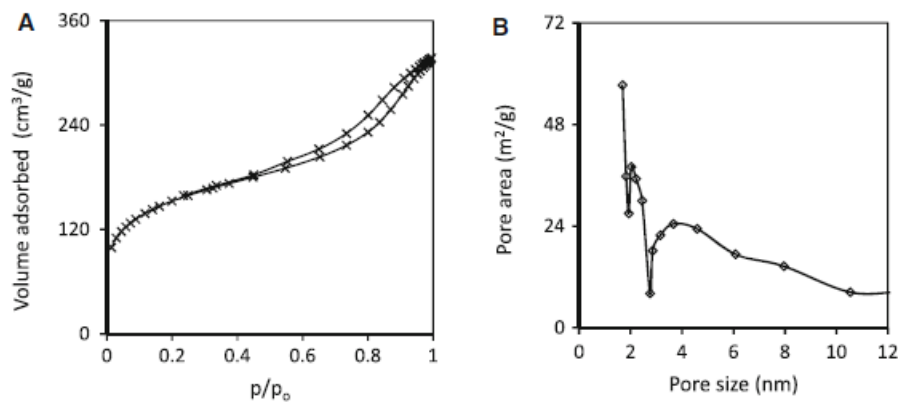 A
360
240
120
0
Volume adsorbed (cm³/g)
0 0.2 0.4 0.6 0.8 1
p/pₒ
B
72
48
24
0
Pore area (m²/g)
0 2 4 6 8 10 12
Pore size (nm)